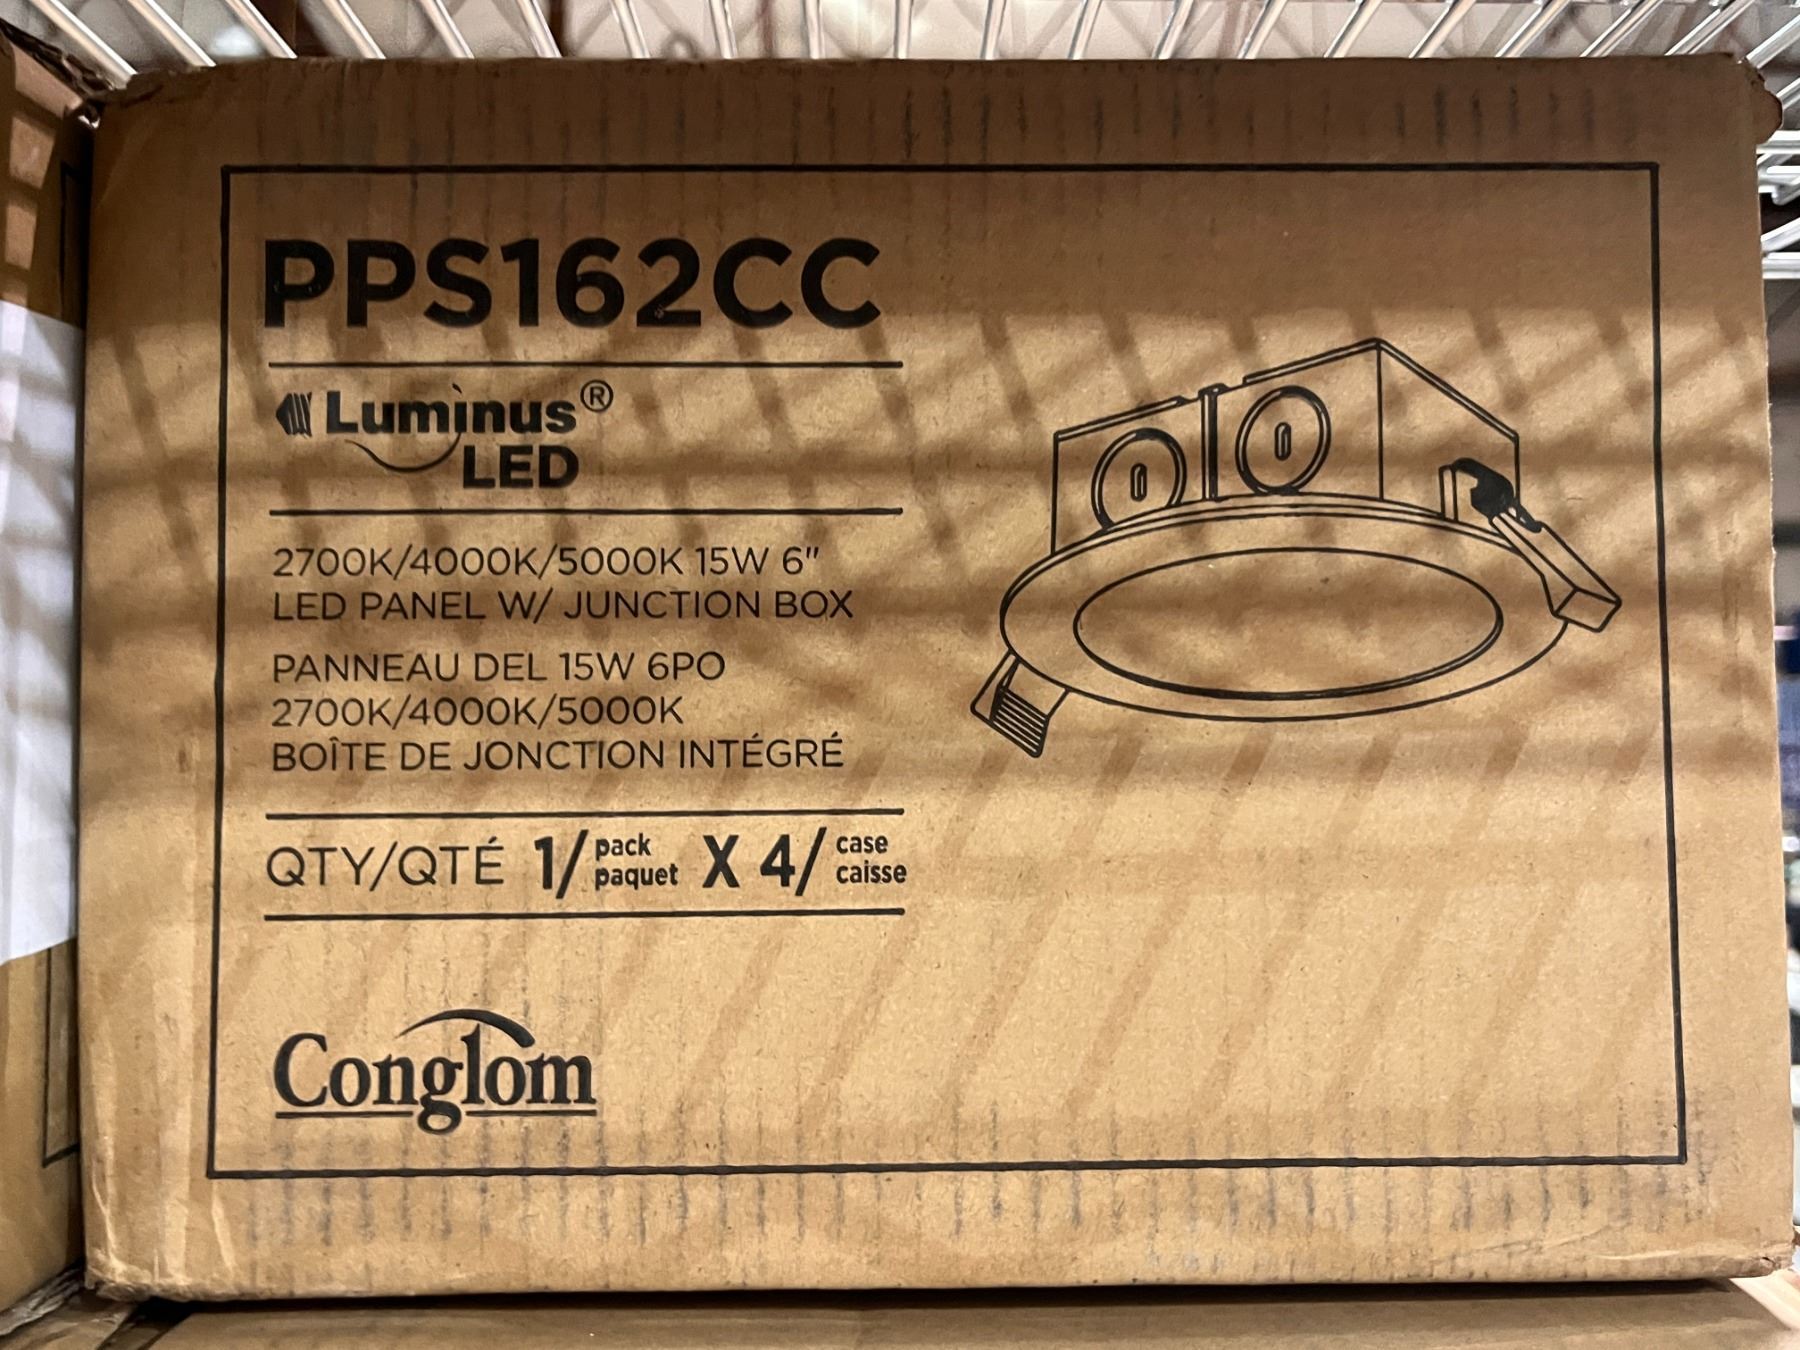 PPS162CC
Luminus®
LED
2700K/4000K/5000K 15W 6"
LED PANEL W/ JUNCTION BOX
PANNEAU DEL 15W 6PO
2700K/4000K/5000K
BOÎTE DE JONCTION INTÉGRÉ
QTY/QTÉ 1/ pack paquet X 4/ case caisse
Conglom